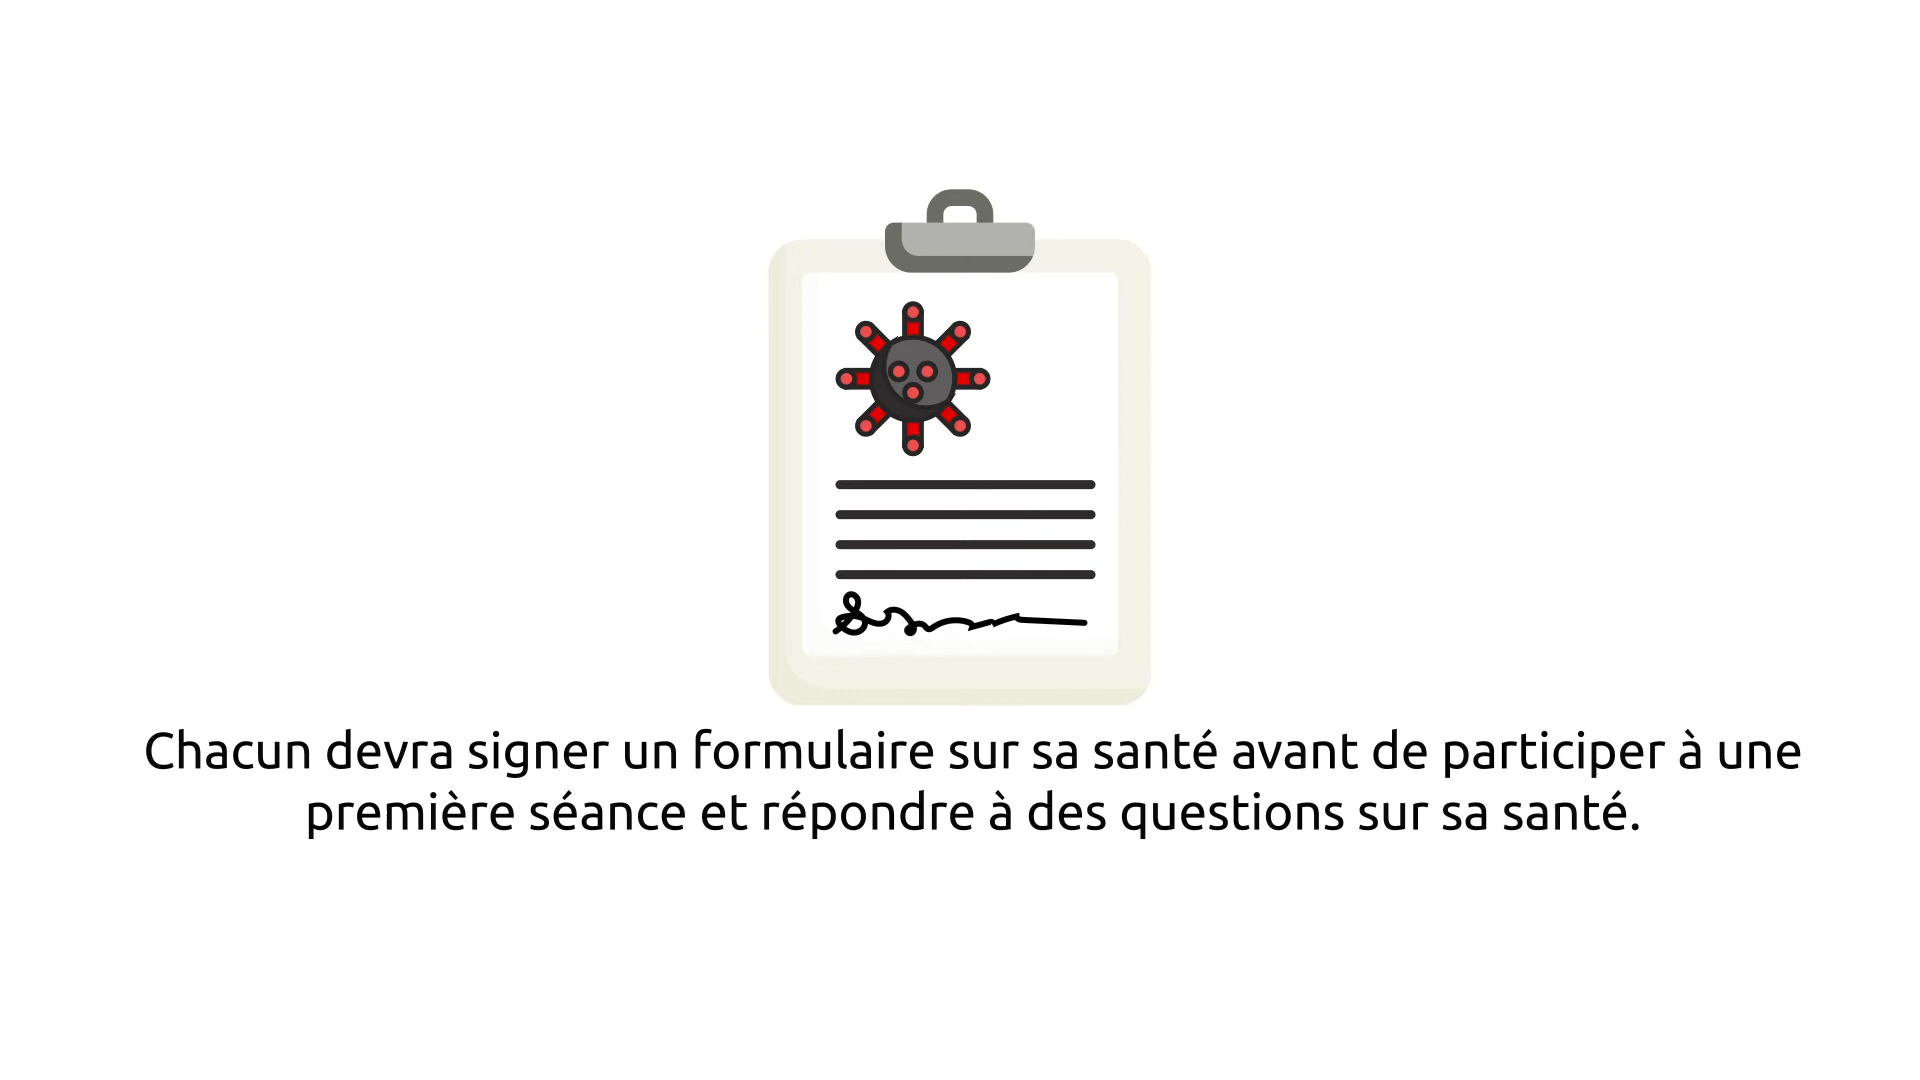 Chacun devra signer un formulaire sur sa santé avant de participer à une
première séance et répondre à des questions sur sa santé.